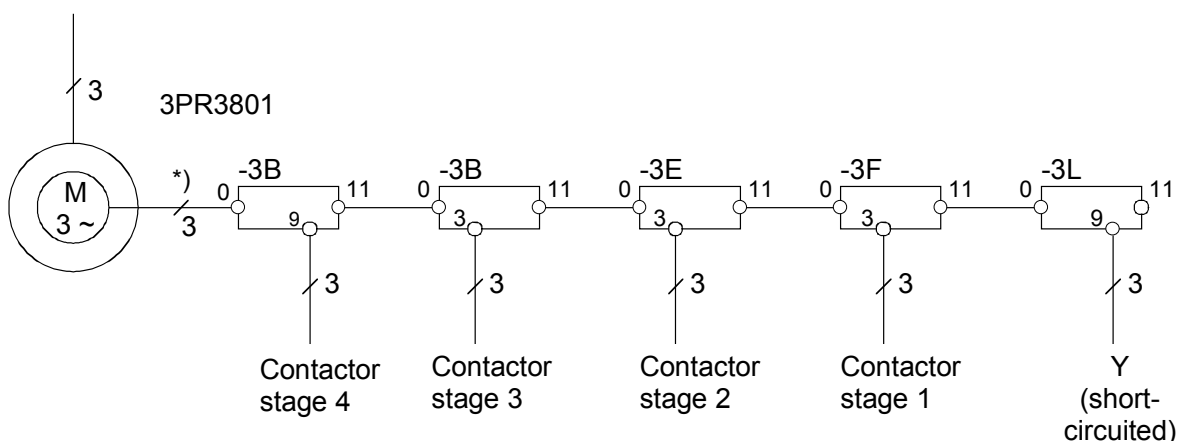 3
3PR3801
M
3 ~
*)
3
-3B
0
11
9
-3B
0
11
3
-3E
0
11
3
-3F
0
11
3
-3L
0
11
9
3
3
3
3
3
Contactor
stage 4
Contactor
stage 3
Contactor
stage 2
Contactor
stage 1
Y
(short-
circuited)